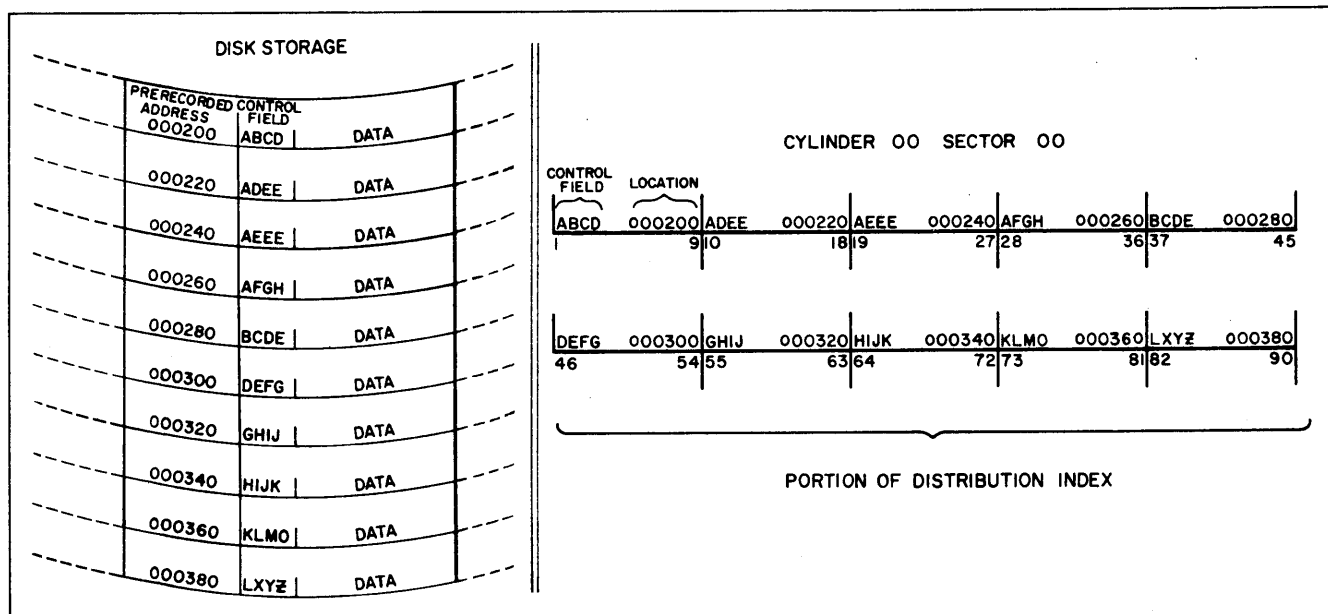 DISK STORAGE
PRERECORDED CONTROL
ADDRESS FIELD
000200 ABCD DATA
000220 ADEE DATA
000240 AEEE DATA
000260 AFGH DATA
000280 BCDE DATA
000300 DEFG DATA
000320 GHIJ DATA
000340 HIJK DATA
000360 KLMO DATA
000380 LXYZ DATA
CYLINDER 00 SECTOR 00
CONTROL
FIELD LOCATION
ABCD 000200 ADEE 000220 AEEE 000240 AFGH 000260 BCDE 000280
1 9 10 18 19 27 28 36 37 45
DEFG 000300 GHIJ 000320 HIJK 000340 KLMO 000360 LXYZ 000380
46 54 55 63 64 72 73 81 82 90
PORTION OF DISTRIBUTION INDEX